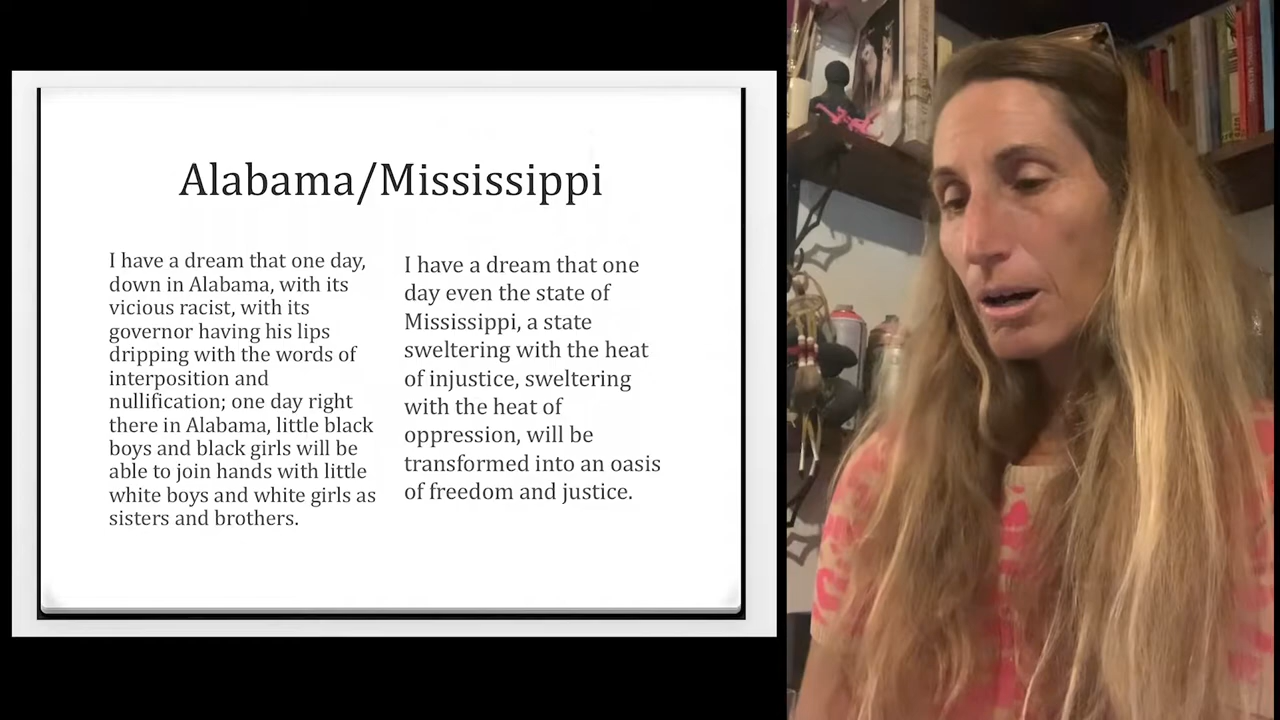 Alabama/Mississippi
I have a dream that one day,
down in Alabama, with its
vicious racist, with its
governor having his lips
dripping with the words of
interposition and
nullification; one day right
there in Alabama, little black
boys and black girls will be
able to join hands with little
white boys and white girls as
sisters and brothers.
I have a dream that one
day even the state of
Mississippi, a state
sweltering with the heat
of injustice, sweltering
with the heat of
oppression, will be
transformed into an oasis
of freedom and justice.